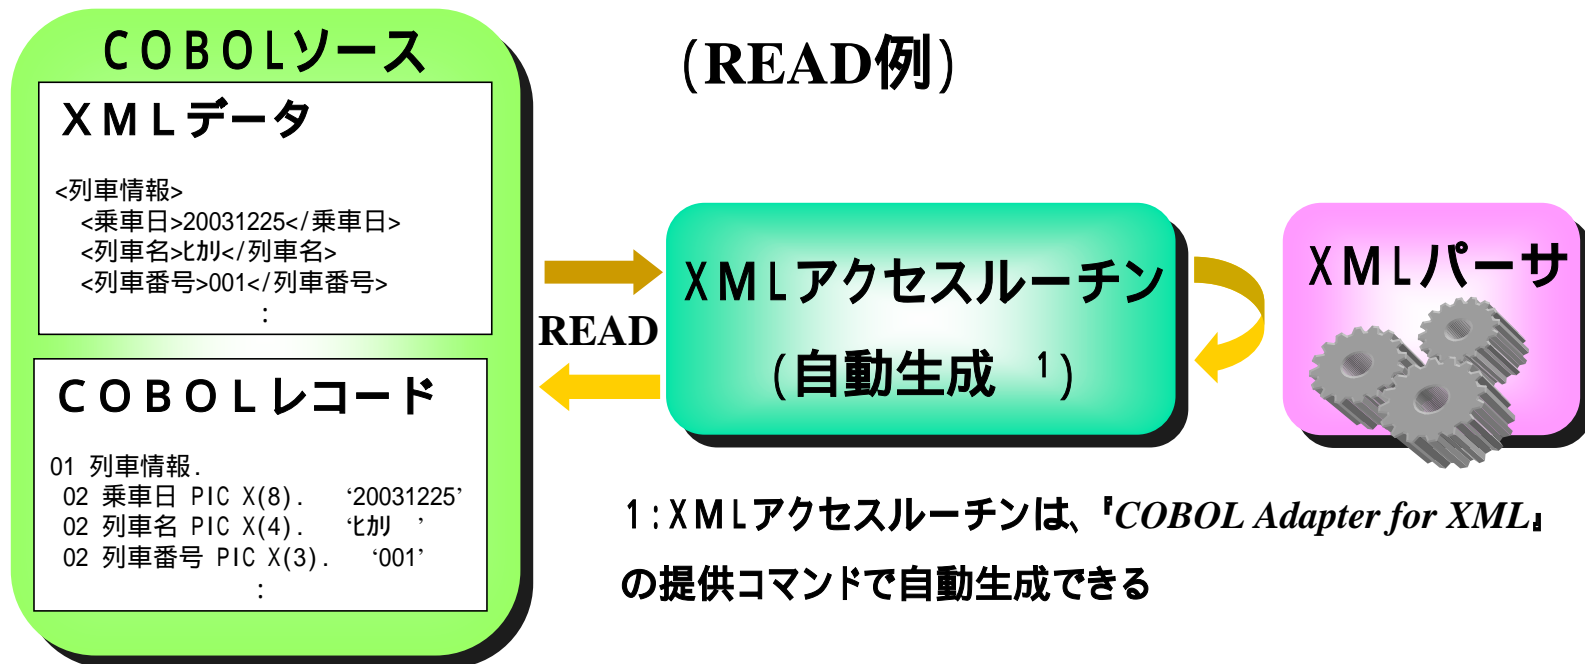 COBOLソース
XMLデータ
<列車情報>
<乗車日>20031225</乗車日>
<列車名>ﾋｶﾘ</列車名>
<列車番号>001</列車番号>
:
COBOLレコード
01 列車情報.
02 乗車日 PIC X(8). ‘20031225’
02 列車名 PIC X(4). ‘ﾋｶﾘ ’
02 列車番号 PIC X(3). ‘001’
:
(READ例)
READ
XMLアクセスルーチン
(自動生成 1)
XMLパーサ
1:XMLアクセスルーチンは、『COBOL Adapter for XML』
の提供コマンドで自動生成できる